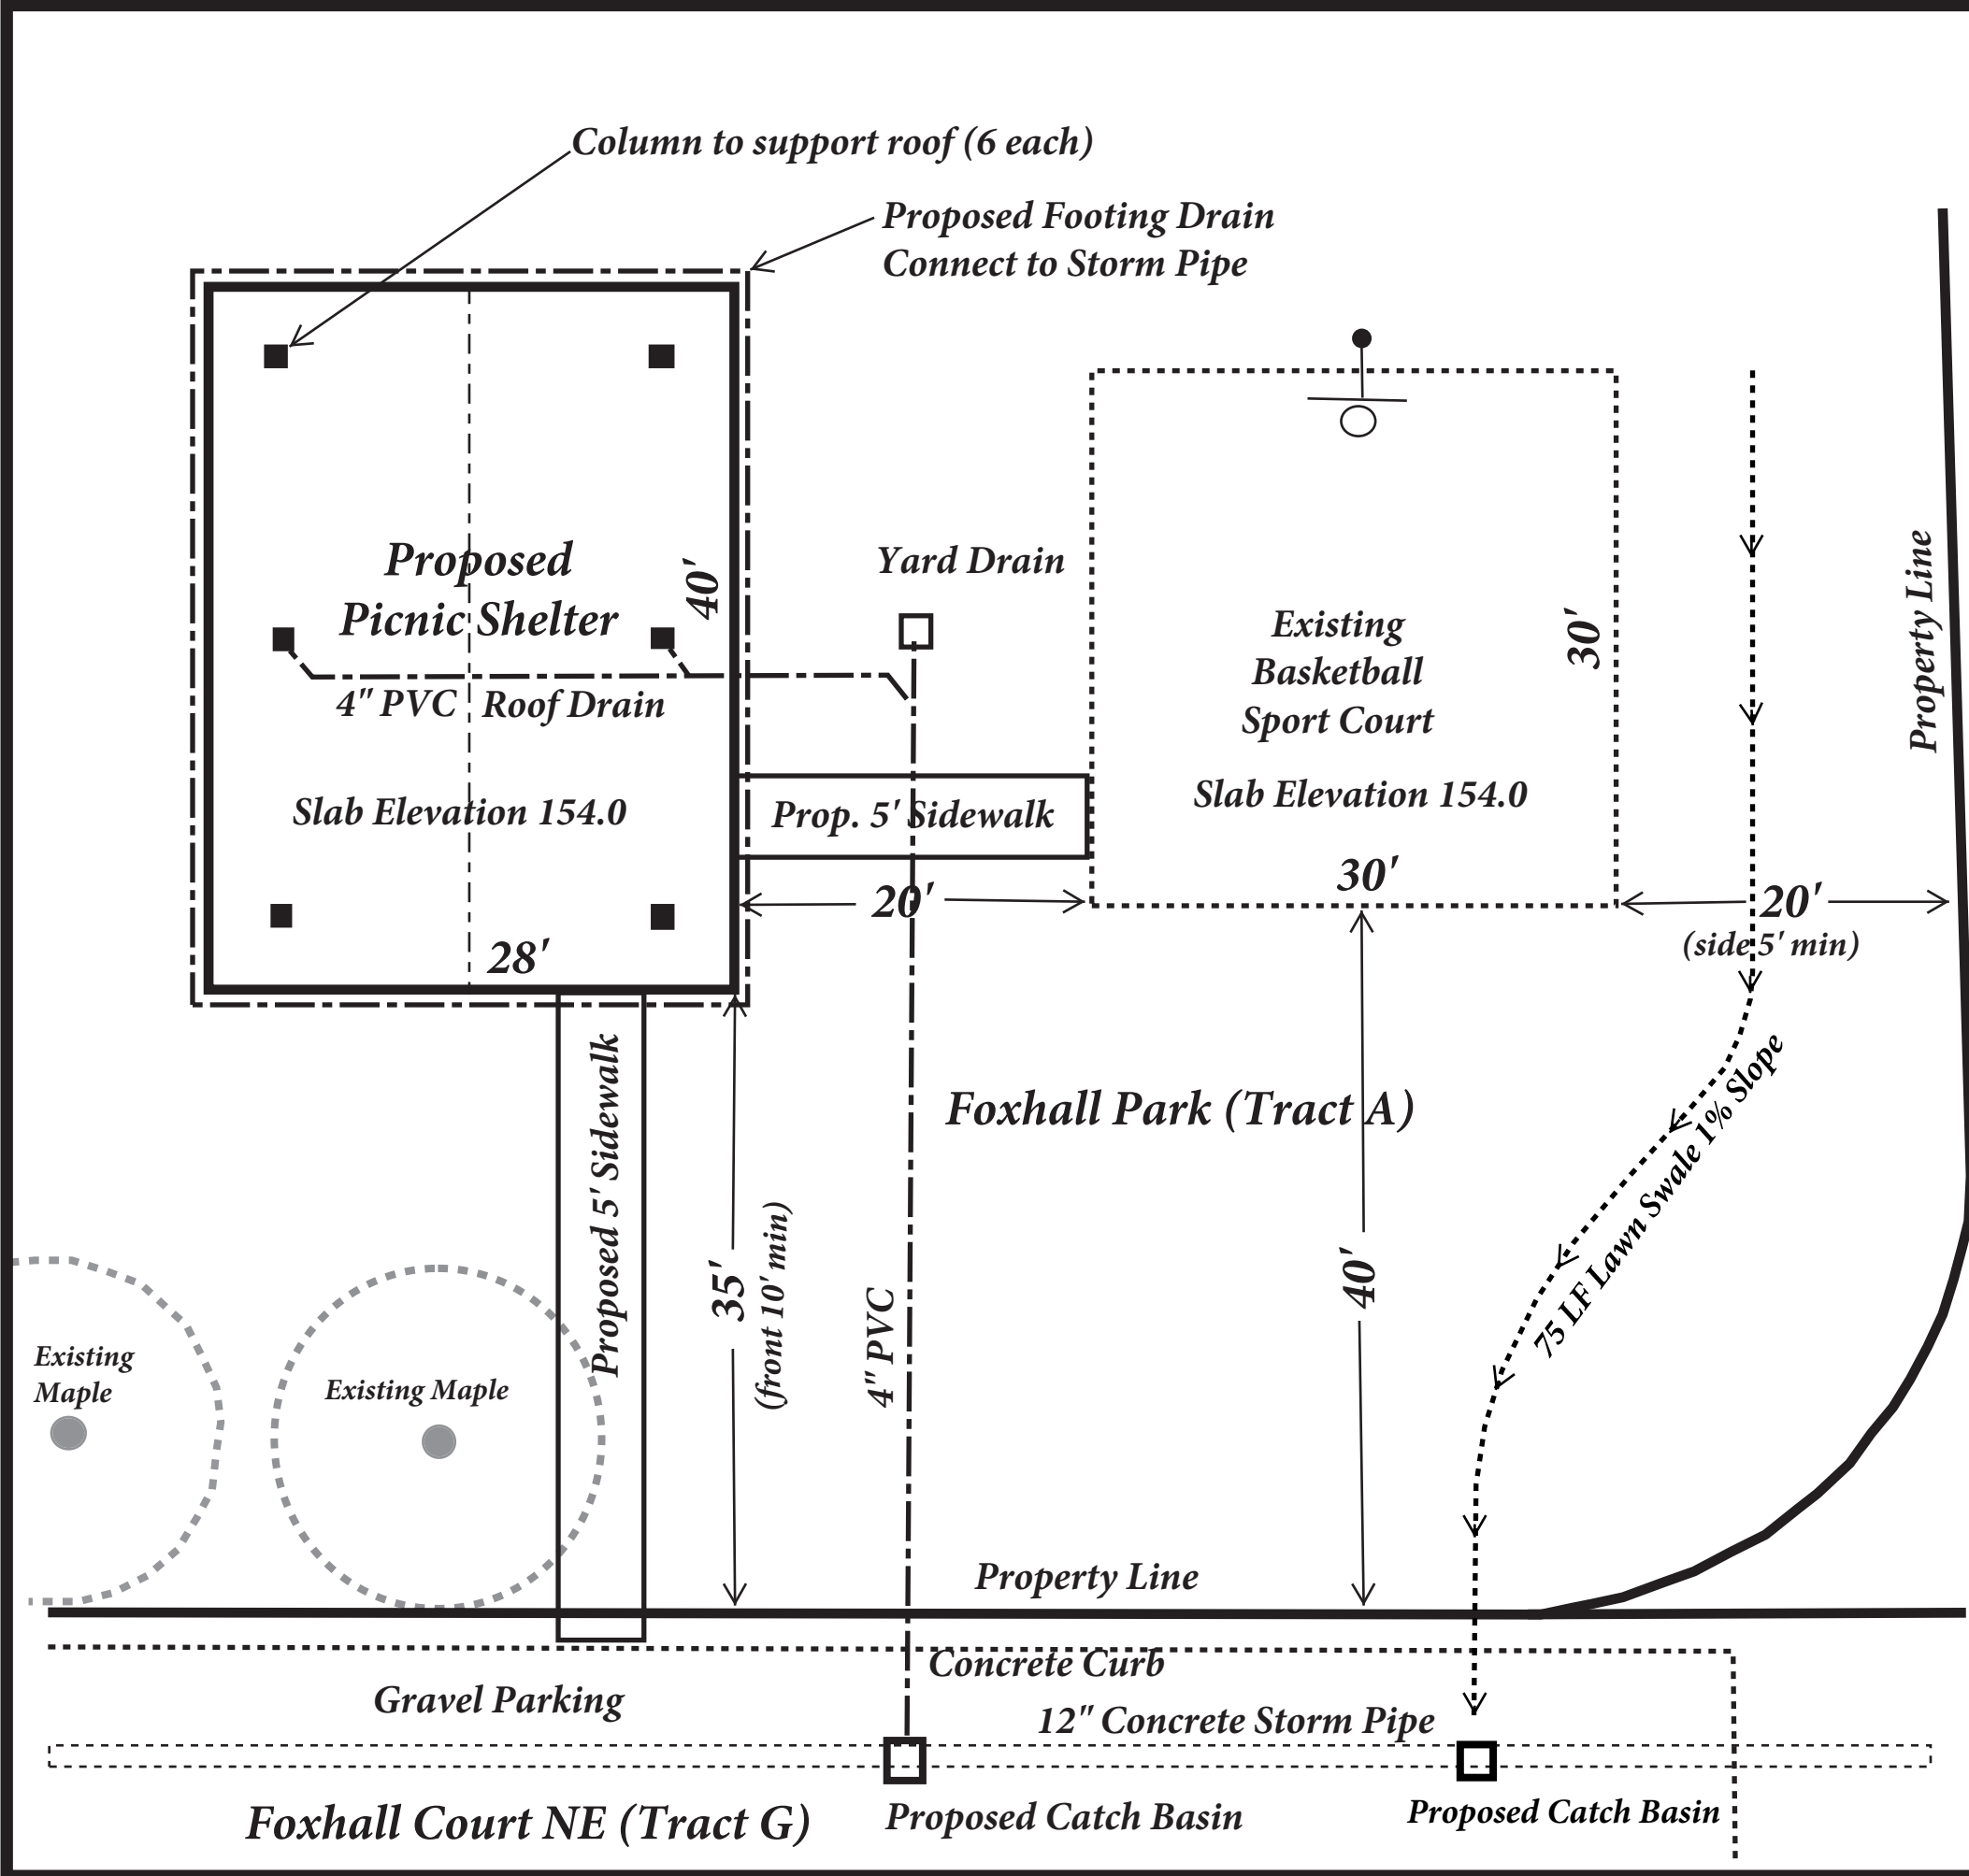 Column to support roof (6 each)
Proposed Footing Drain
Connect to Storm Pipe
Proposed
Picnic Shelter
40'
4" PVC Roof Drain
Slab Elevation 154.0
28'
Yard Drain
Prop. 5' Sidewalk
20'
Existing
Basketball
Sport Court
30'
Slab Elevation 154.0
30'
Property Line
20'
(side 5' min)
Proposed 5' Sidewalk
35'
(front 10' min)
4" PVC
Foxhall Park (Tract A)
40'
75 LF Lawn Swale 1% Slope
Existing
Maple
Existing Maple
Property Line
Concrete Curb
Gravel Parking
12" Concrete Storm Pipe
Foxhall Court NE (Tract G)
Proposed Catch Basin
Proposed Catch Basin